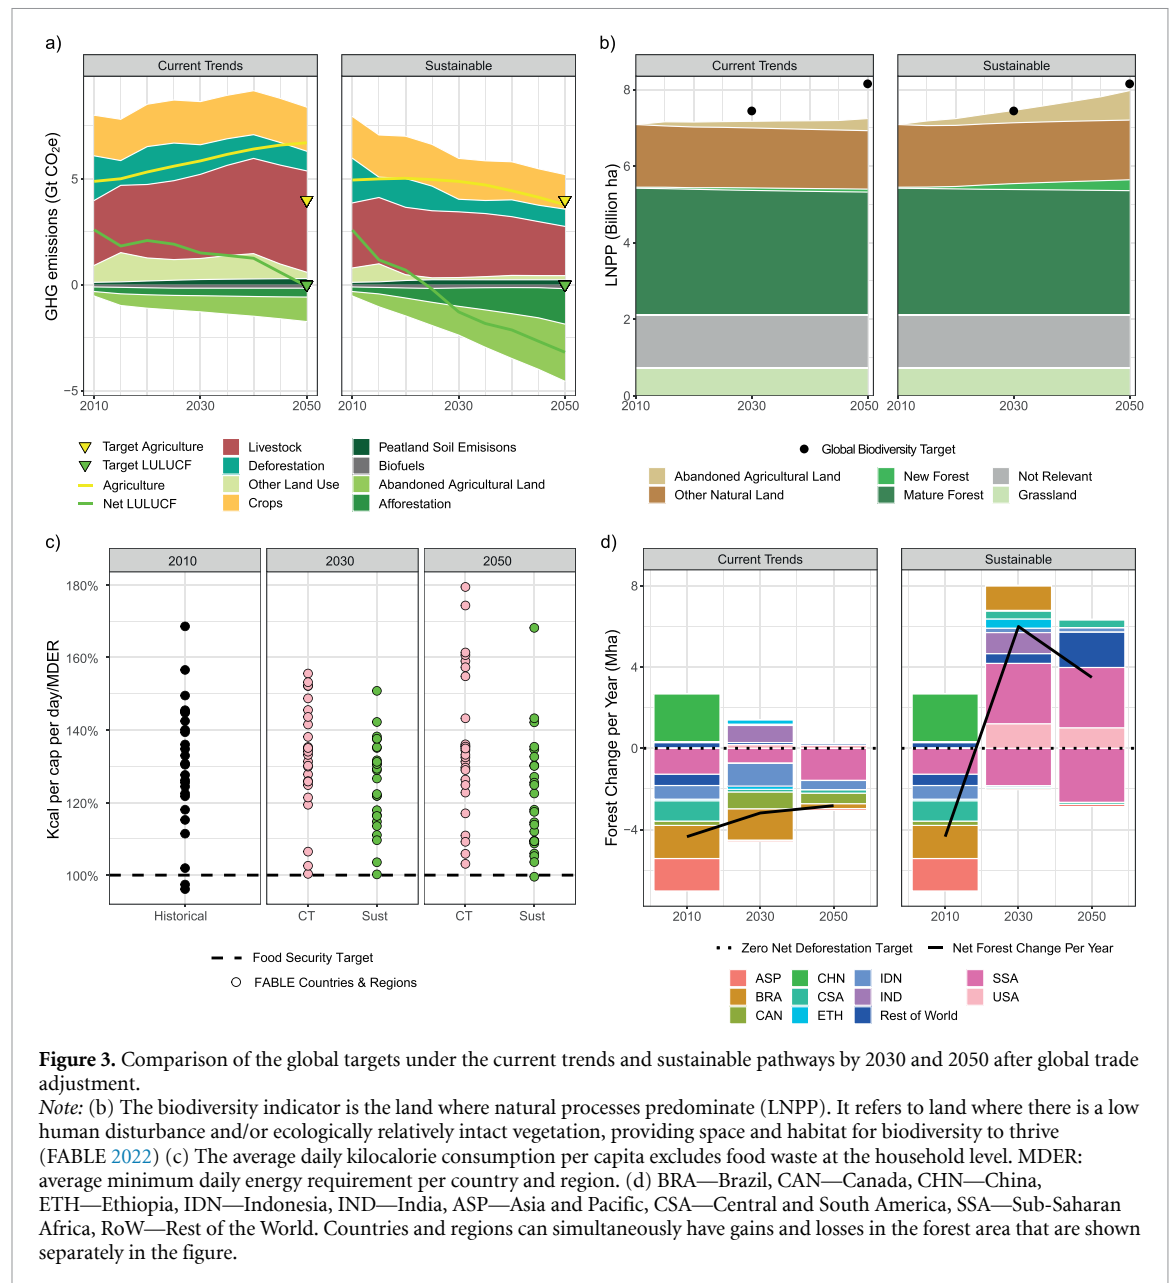 a)
Current Trends
Sustainable
GHG emissions (Gt CO2e)
5
0
−5
2010
2030
2050
2010
2030
2050
Target Agriculture
Target LULUCF
Agriculture
Net LULUCF
Livestock
Deforestation
Other Land Use
Crops
Peatland Soil Emisisons
Biofuels
Abandoned Agricultural Land
Afforestation
b)
Current Trends
Sustainable
LNPP (Billion ha)
8
6
4
2
0
2010
2030
2050
2010
2030
2050
Global Biodiversity Target
Abandoned Agricultural Land
Other Natural Land
New Forest
Mature Forest
Not Relevant
Grassland
c)
2010
2030
2050
Kcal per cap per day/MDER
180%
160%
140%
120%
100%
Historical
CT
Sust
CT
Sust
Food Security Target
FABLE Countries & Regions
d)
Current Trends
Sustainable
Forest Change per Year (Mha)
8
4
0
−4
2010
2030
2050
2010
2030
2050
Zero Net Deforestation Target
Net Forest Change Per Year
ASP
BRA
CAN
CHN
CSA
ETH
IDN
IND
Rest of World
SSA
USA
Figure 3. Comparison of the global targets under the current trends and sustainable pathways by 2030 and 2050 after global trade
adjustment.
Note: (b) The biodiversity indicator is the land where natural processes predominate (LNPP). It refers to land where there is a low
human disturbance and/or ecologically relatively intact vegetation, providing space and habitat for biodiversity to thrive
(FABLE 2022) (c) The average daily kilocalorie consumption per capita excludes food waste at the household level. MDER:
average minimum daily energy requirement per country and region. (d) BRA—Brazil, CAN—Canada, CHN—China,
ETH—Ethiopia, IDN—Indonesia, IND—India, ASP—Asia and Pacific, CSA—Central and South America, SSA—Sub-Saharan
Africa, RoW—Rest of the World. Countries and regions can simultaneously have gains and losses in the forest area that are shown
separately in the figure.